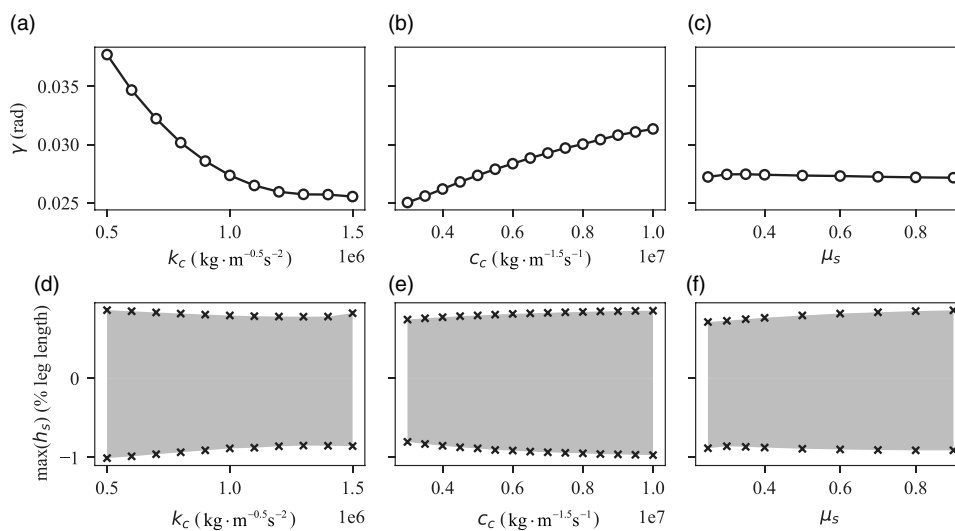 (a) (b) (c)
0.035
0.030
0.025
γ (rad)
0.5 1.0 1.5
k_c (kg·m⁻⁰·⁵s⁻²) 1e6
0.4 0.6 0.8 1.0
c_c (kg·m⁻¹·⁵s⁻¹) 1e7
0.4 0.6 0.8
μ_s
(d) (e) (f)
0
−1
max(h_s) (% leg length)
0.5 1.0 1.5
k_c (kg·m⁻⁰·⁵s⁻²) 1e6
0.4 0.6 0.8 1.0
c_c (kg·m⁻¹·⁵s⁻¹) 1e7
0.4 0.6 0.8
μ_s